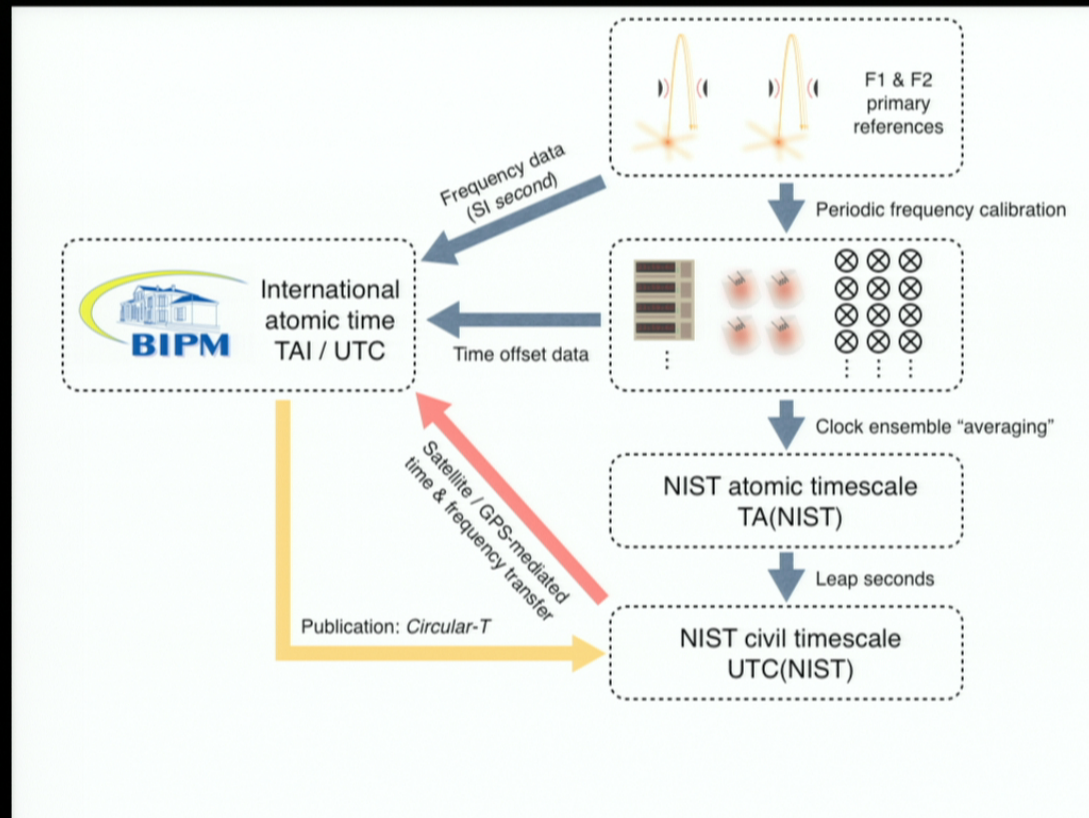 F1 & F2
primary
references
Frequency data
(SI second)
Periodic frequency calibration
BIPM
International
atomic time
TAI / UTC
Time offset data
Clock ensemble “averaging”
NIST atomic timescale
TA(NIST)
Satellite / GPS-mediated
time & frequency transfer
Leap seconds
Publication: Circular-T
NIST civil timescale
UTC(NIST)